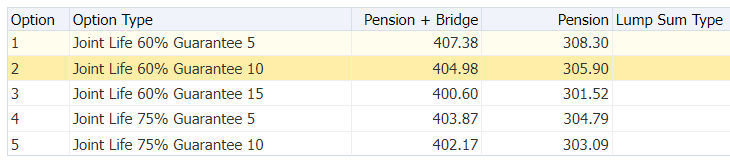 Option Option Type Pension + Bridge Pension Lump Sum Type
1 Joint Life 60% Guarantee 5 407.38 308.30
2 Joint Life 60% Guarantee 10 404.98 305.90
3 Joint Life 60% Guarantee 15 400.60 301.52
4 Joint Life 75% Guarantee 5 403.87 304.79
5 Joint Life 75% Guarantee 10 402.17 303.09